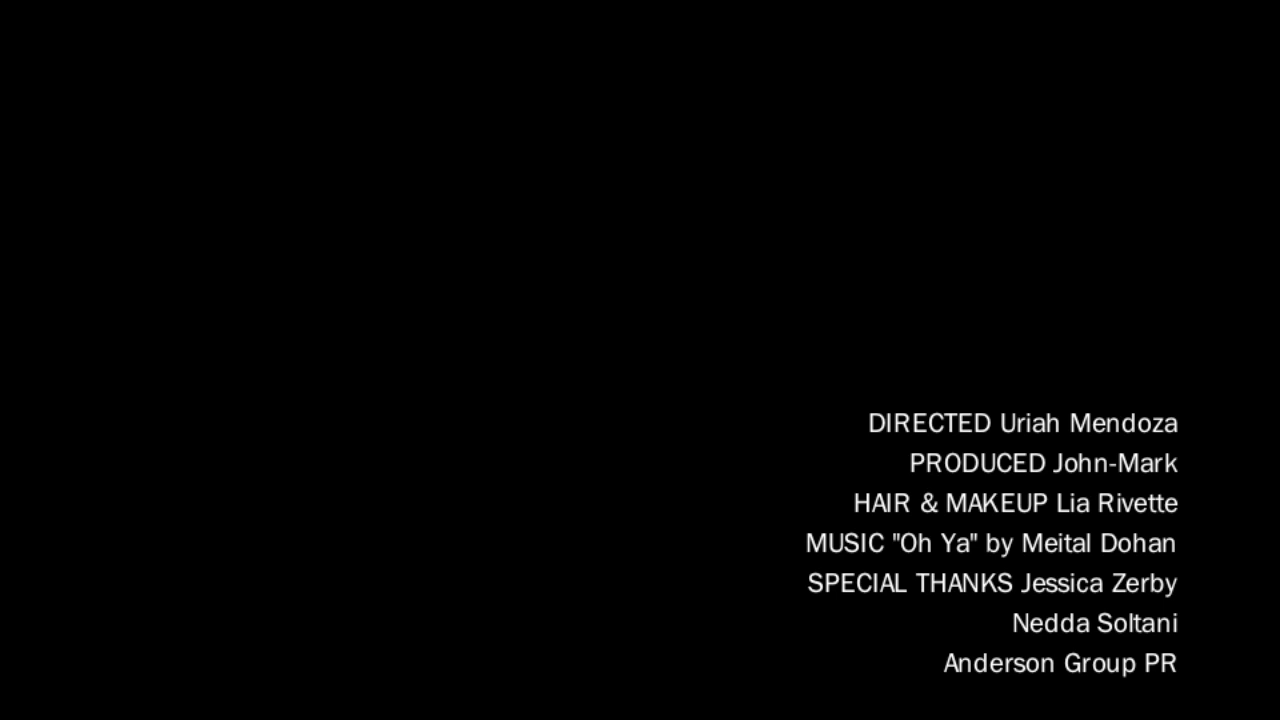 DIRECTED Uriah Mendoza
PRODUCED John-Mark
HAIR & MAKEUP Lia Rivette
MUSIC "Oh Ya" by Meital Dohan
SPECIAL THANKS Jessica Zerby
Nedda Soltani
Anderson Group PR